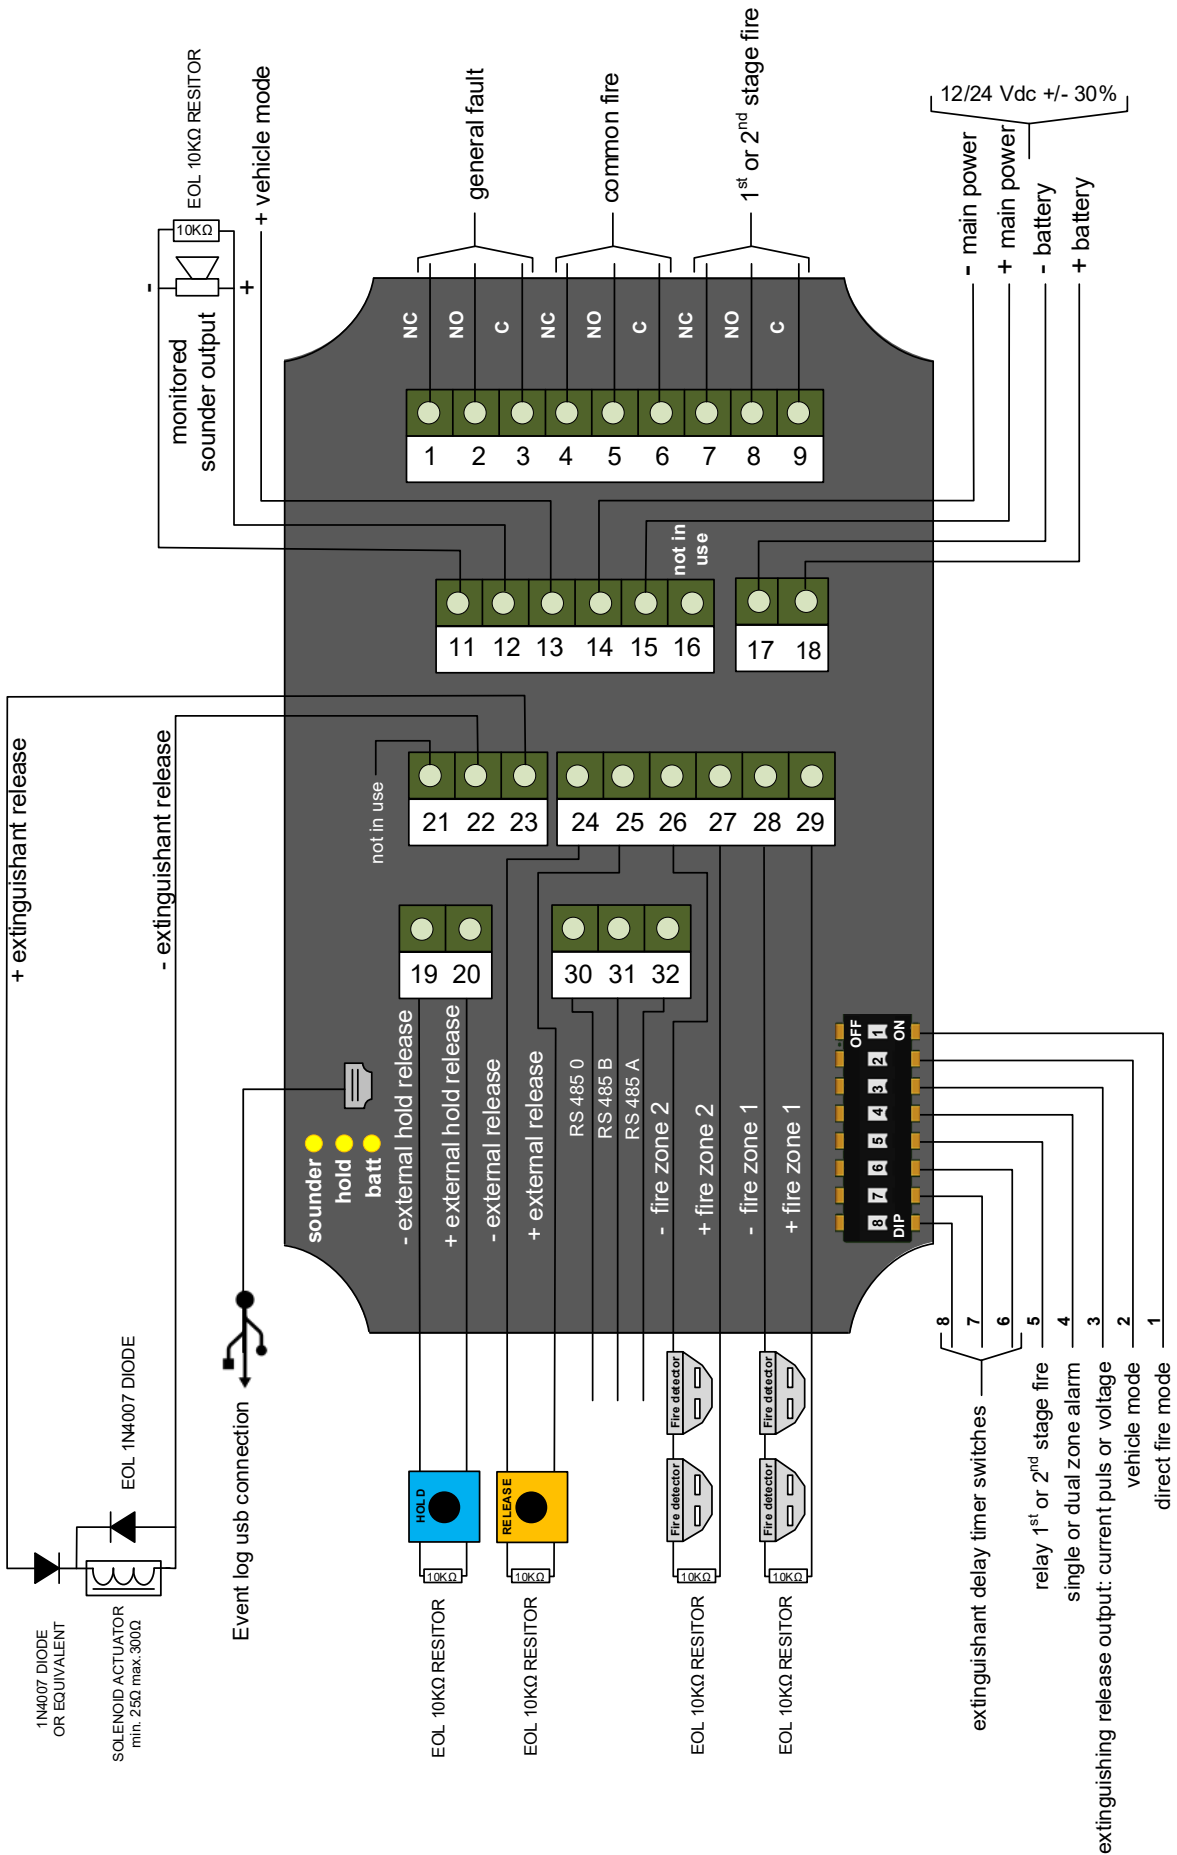 EOL 10KΩ RESITOR
10KΩ
-
+
monitored
sounder output
+ vehicle mode
general fault
common fire
1st or 2nd stage fire
12/24 Vdc +/- 30%
- main power
+ main power
- battery
+ battery
NC
NO
C
NC
NO
C
NC
NO
C
1 2 3 4 5 6 7 8 9
not in
use
11 12 13 14 15 16
17 18
+ extinguishant release
- extinguishant release
not in use
21 22 23
24 25 26 27 28 29
19 20
30 31 32
sounder
hold
batt
- external hold release
+ external hold release
- external release
+ external release
RS 485 0
RS 485 B
RS 485 A
- fire zone 2
+ fire zone 2
- fire zone 1
+ fire zone 1
OFF
ON
1
2
3
4
5
6
7
8
DIP
8
7
6
5
4
3
2
1
extinguishant delay timer switches
relay 1st or 2nd stage fire
single or dual zone alarm
extinguishing release output: current puls or voltage
vehicle mode
direct fire mode
Event log usb connection
EOL 1N4007 DIODE
1N4007 DIODE
OR EQUIVALENT
SOLENOID ACTUATOR
min. 25Ω max.300Ω
HOLD
RELEASE
Fire detector
Fire detector
Fire detector
Fire detector
10KΩ
10KΩ
10KΩ
10KΩ
EOL 10KΩ RESITOR
EOL 10KΩ RESITOR
EOL 10KΩ RESITOR
EOL 10KΩ RESITOR